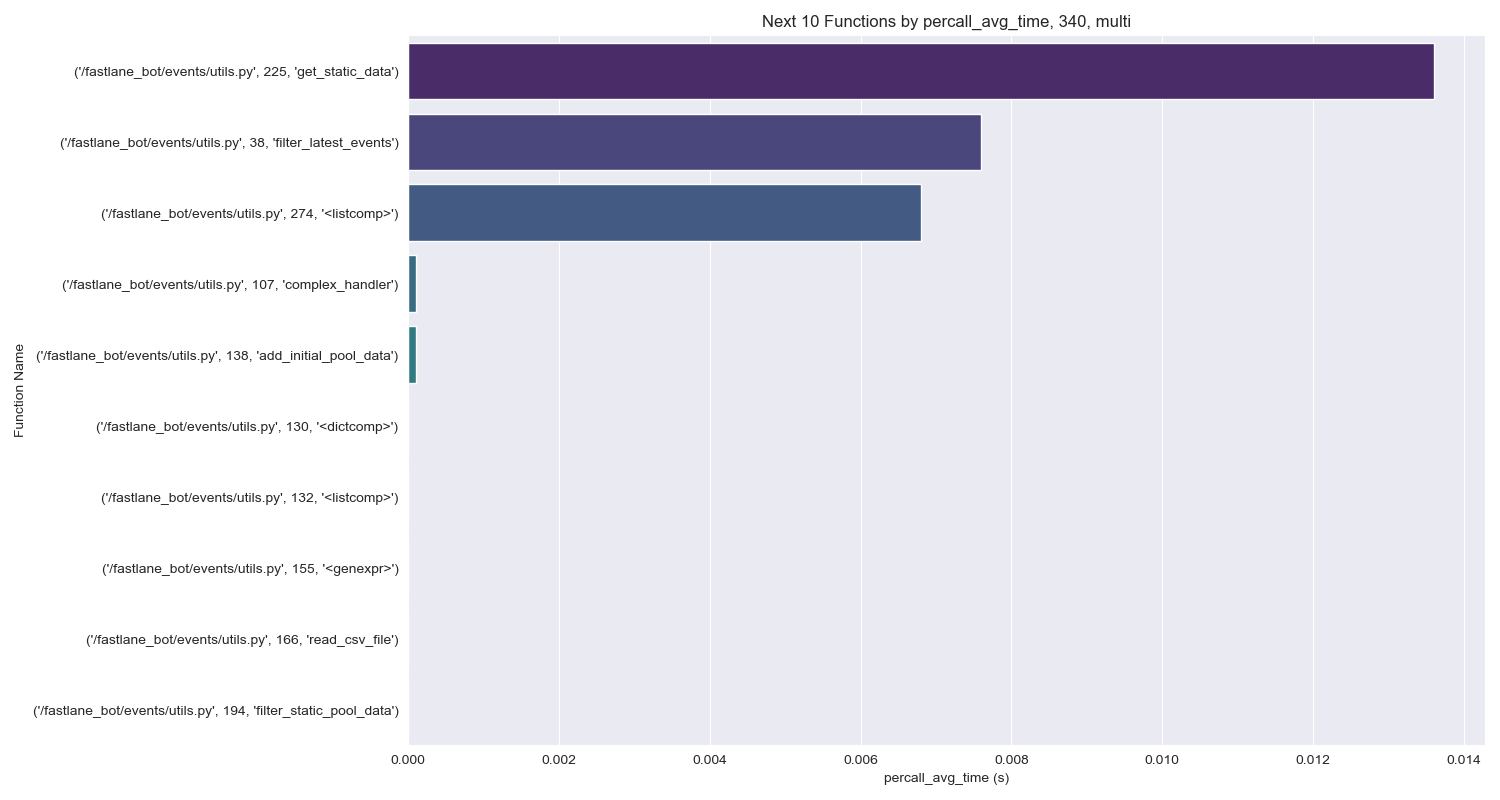 Next 10 Functions by percall_avg_time, 340, multi
('/fastlane_bot/events/utils.py', 225, 'get_static_data')
('/fastlane_bot/events/utils.py', 38, 'filter_latest_events')
('/fastlane_bot/events/utils.py', 274, '<listcomp>')
('/fastlane_bot/events/utils.py', 107, 'complex_handler')
('/fastlane_bot/events/utils.py', 138, 'add_initial_pool_data')
('/fastlane_bot/events/utils.py', 130, '<dictcomp>')
('/fastlane_bot/events/utils.py', 132, '<listcomp>')
('/fastlane_bot/events/utils.py', 155, '<genexpr>')
('/fastlane_bot/events/utils.py', 166, 'read_csv_file')
('/fastlane_bot/events/utils.py', 194, 'filter_static_pool_data')
Function Name
0.000 0.002 0.004 0.006 0.008 0.010 0.012 0.014
percall_avg_time (s)